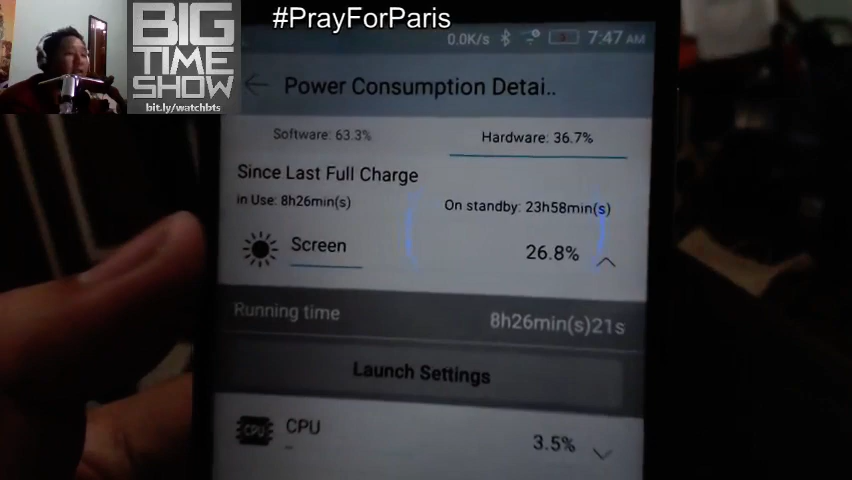 #PrayForParis
BIG
TIME
SHOW
bit.ly/watchbts
0.0K/s 7:47 AM
Power Consumption Detai..
Software: 63.3% Hardware: 36.7%
Since Last Full Charge
in Use: 8h26min(s) On standby: 23h58min(s)
Screen 26.8%
Running time 8h26min(s)21s
Launch Settings
CPU CPU 3.5%